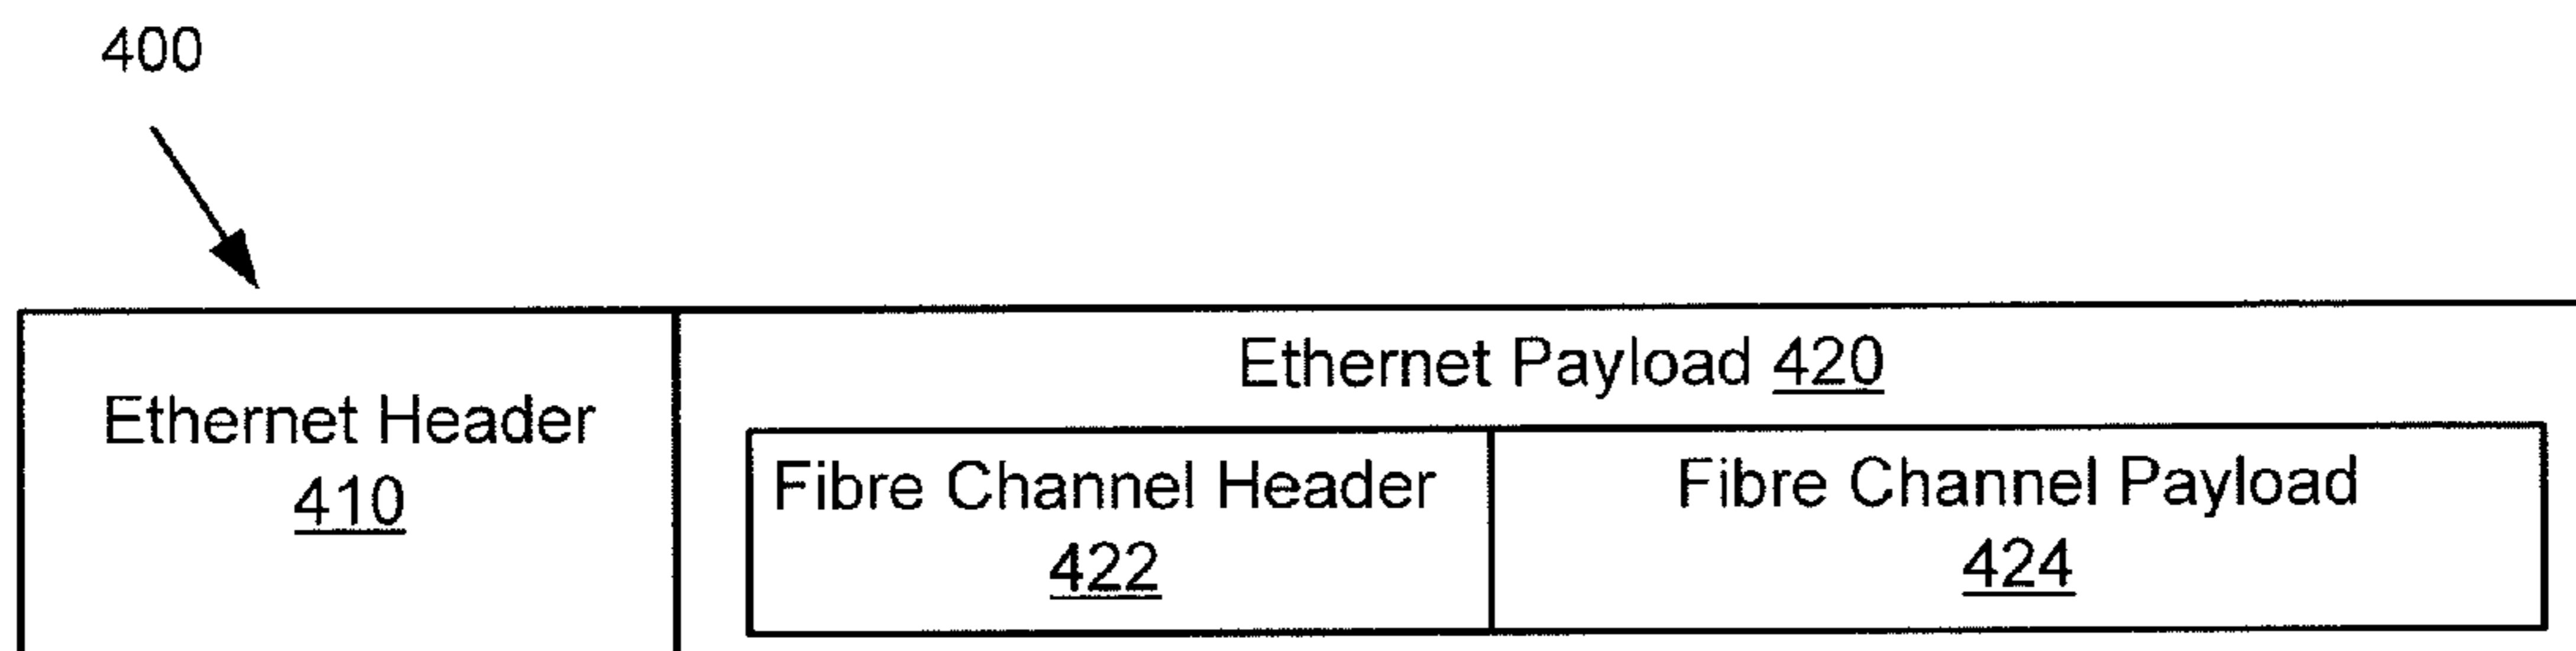 400
Ethernet Payload 420
Ethernet Header
410
Fibre Channel Header
422
Fibre Channel Payload
424